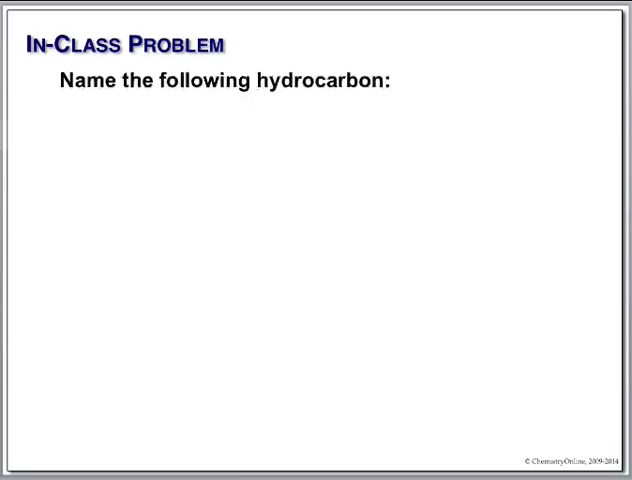 IN-CLASS PROBLEM
Name the following hydrocarbon:
© ChemistryOnline, 2009-2014